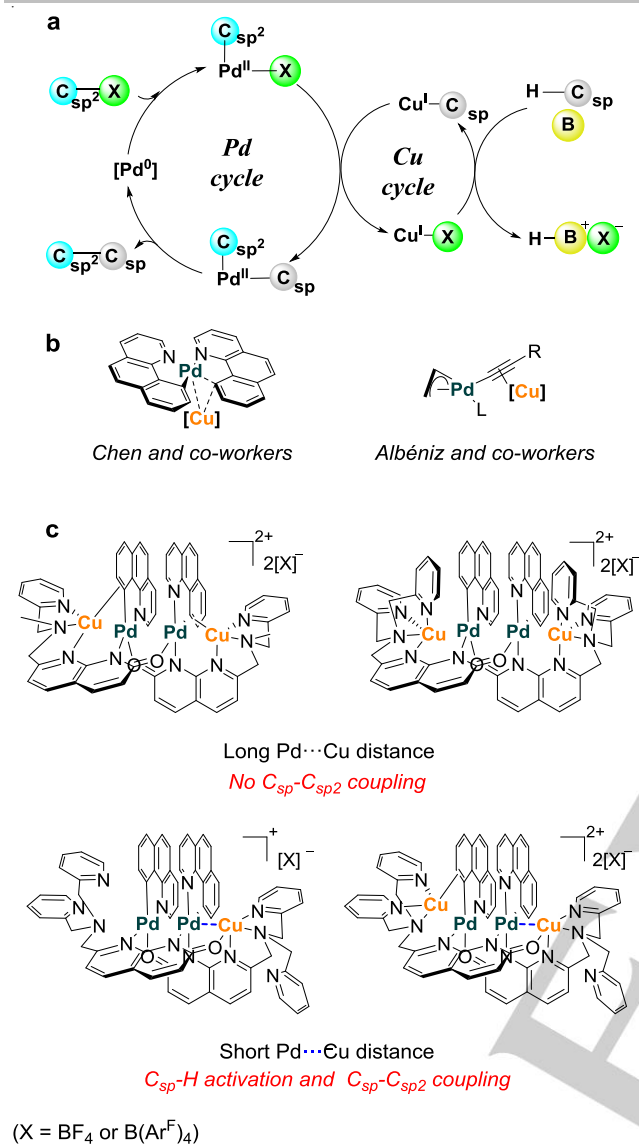 a
C sp2
Pd II X
C sp2 X
Cu I C sp
H C sp
B
[Pd0]
Pd cycle
Cu cycle
Cu I X
H B + X −
C sp2 C sp
C sp2
Pd II C sp
b
N N
Pd
[Cu]
R
Pd
[Cu]
L
Chen and co-workers
Albéniz and co-workers
c
2+
2[X]−
N N Cu N Pd Pd Cu N N
N N O O N N
2+
2[X]−
N N N Cu N Pd Pd Cu N N N
N N O O N N
Long Pd···Cu distance
No Csp-Csp2 coupling
+
[X]−
N N N Pd Pd Cu N N
N N O O N N N
2+
2[X]−
N Cu N N Pd Pd Cu N N
N N O O N N N
Short Pd···Cu distance
Csp-H activation and Csp-Csp2 coupling
(X = BF4 or B(ArF)4)